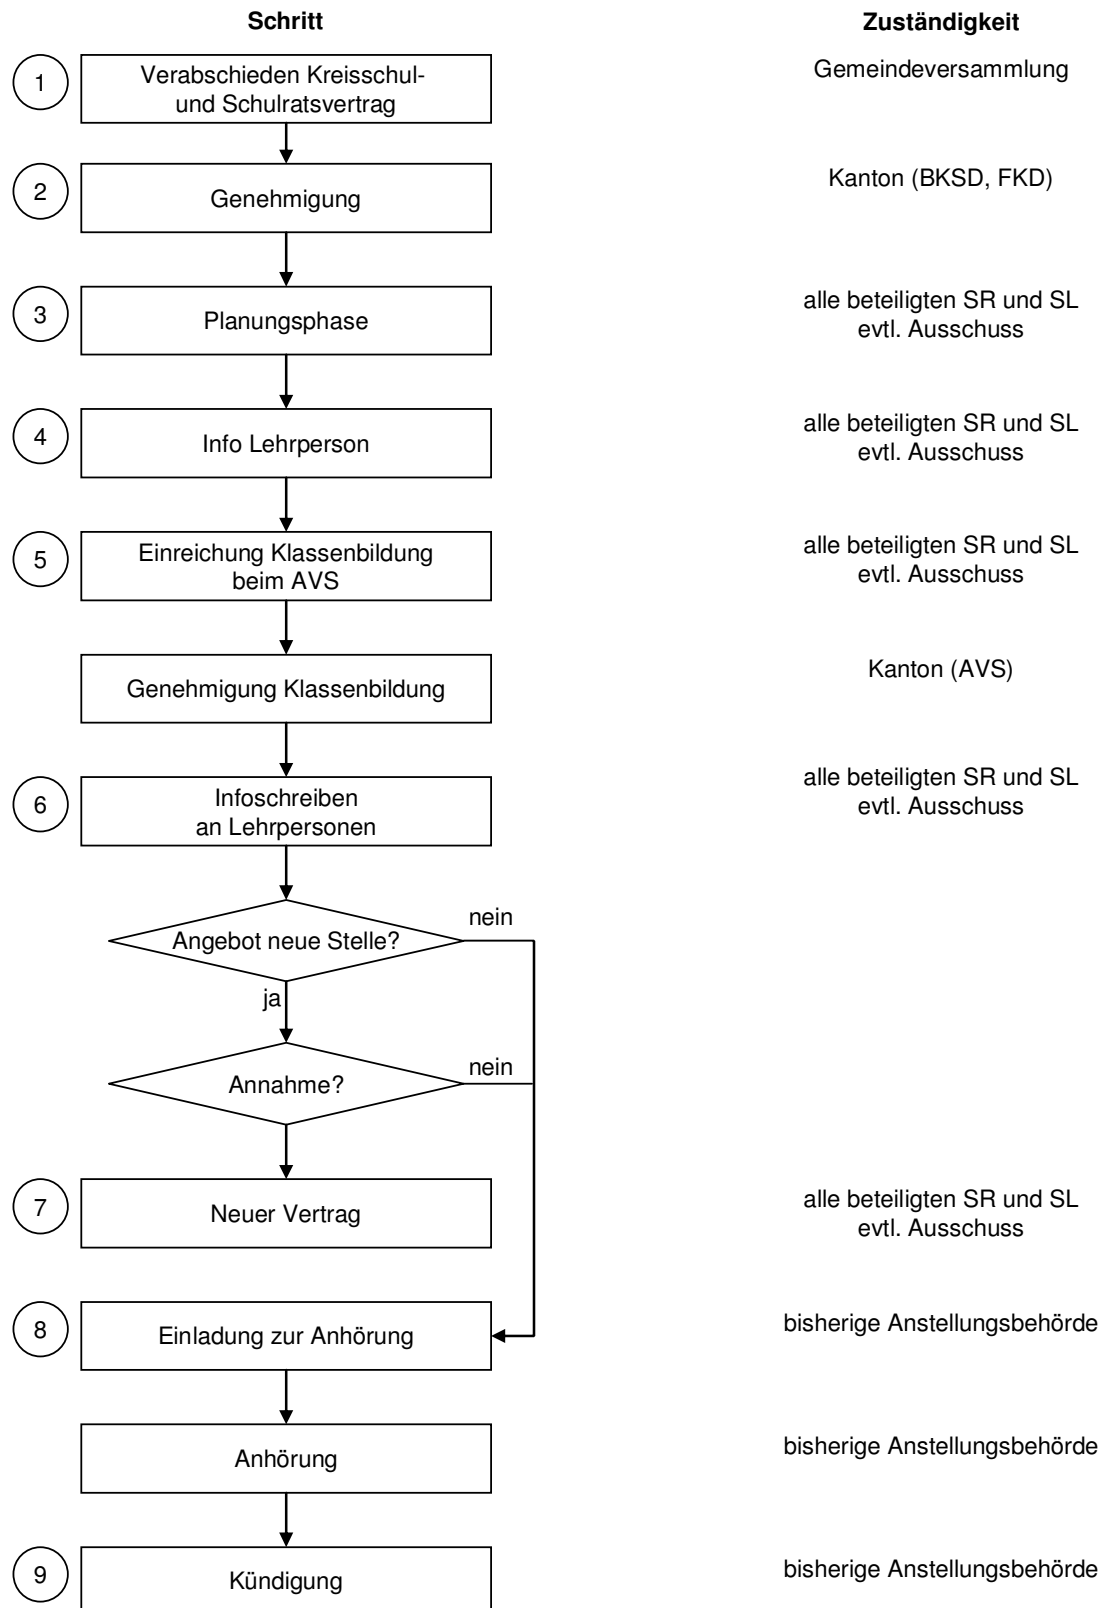 Schritt
Zuständigkeit
1
Verabschieden Kreisschul-
und Schulratsvertrag
Gemeindeversammlung
2
Genehmigung
Kanton (BKSD, FKD)
3
Planungsphase
alle beteiligten SR und SL
evtl. Ausschuss
4
Info Lehrperson
alle beteiligten SR und SL
evtl. Ausschuss
5
Einreichung Klassenbildung
beim AVS
alle beteiligten SR und SL
evtl. Ausschuss
Genehmigung Klassenbildung
Kanton (AVS)
6
Infoschreiben
an Lehrpersonen
alle beteiligten SR und SL
evtl. Ausschuss
nein
Angebot neue Stelle?
ja
nein
Annahme?
7
Neuer Vertrag
alle beteiligten SR und SL
evtl. Ausschuss
8
Einladung zur Anhörung
bisherige Anstellungsbehörde
Anhörung
bisherige Anstellungsbehörde
9
Kündigung
bisherige Anstellungsbehörde